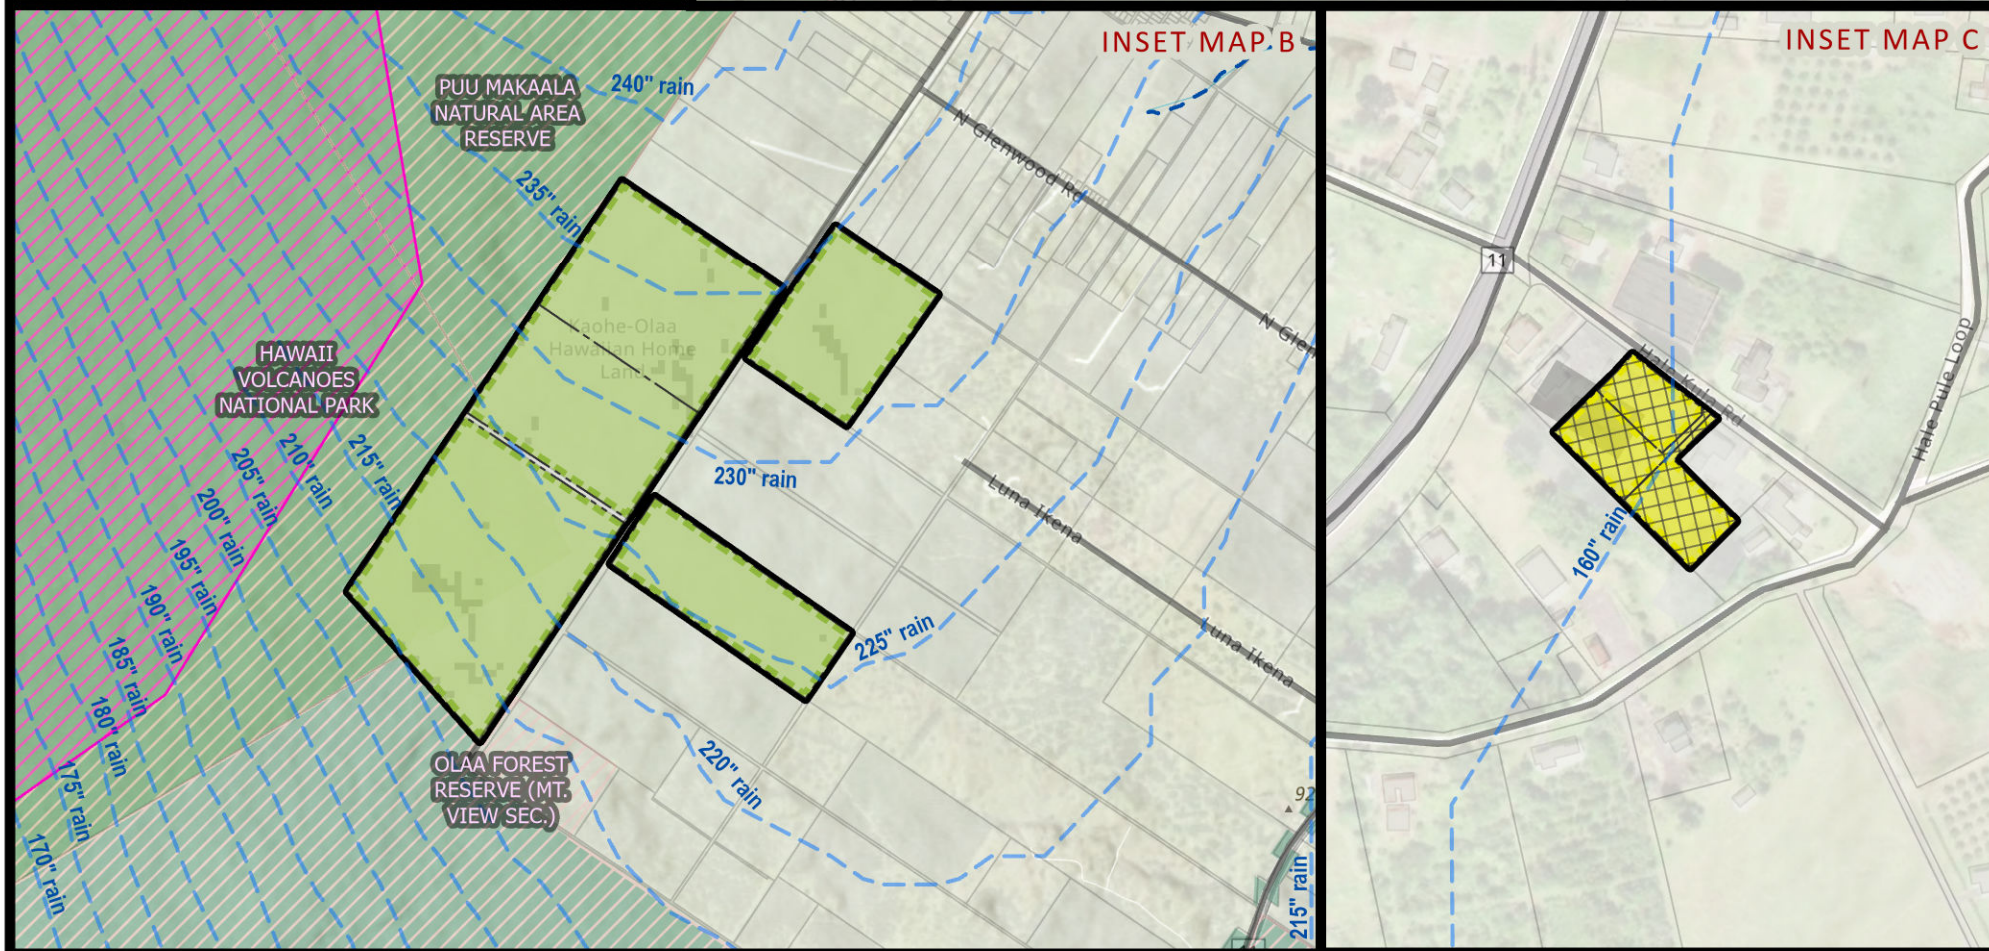 INSET MAP B
PUU MAKAALA
NATURAL AREA
RESERVE
240" rain
N Glenwood Rd
235" rain
Kaohe-Olaa
Hawaiian Home
Land
N Glen
HAWAII
VOLCANOES
NATIONAL PARK
215" rain
210" rain
205" rain
200" rain
195" rain
190" rain
185" rain
180" rain
175" rain
170" rain
230" rain
Luna Ikena
225" rain
Luna Ikena
220" rain
OLAA FOREST
RESERVE (MT.
VIEW SEC.)
92
215" rain
INSET MAP C
11
Hale Kula Rd
Hale Pule Loop
160" rain